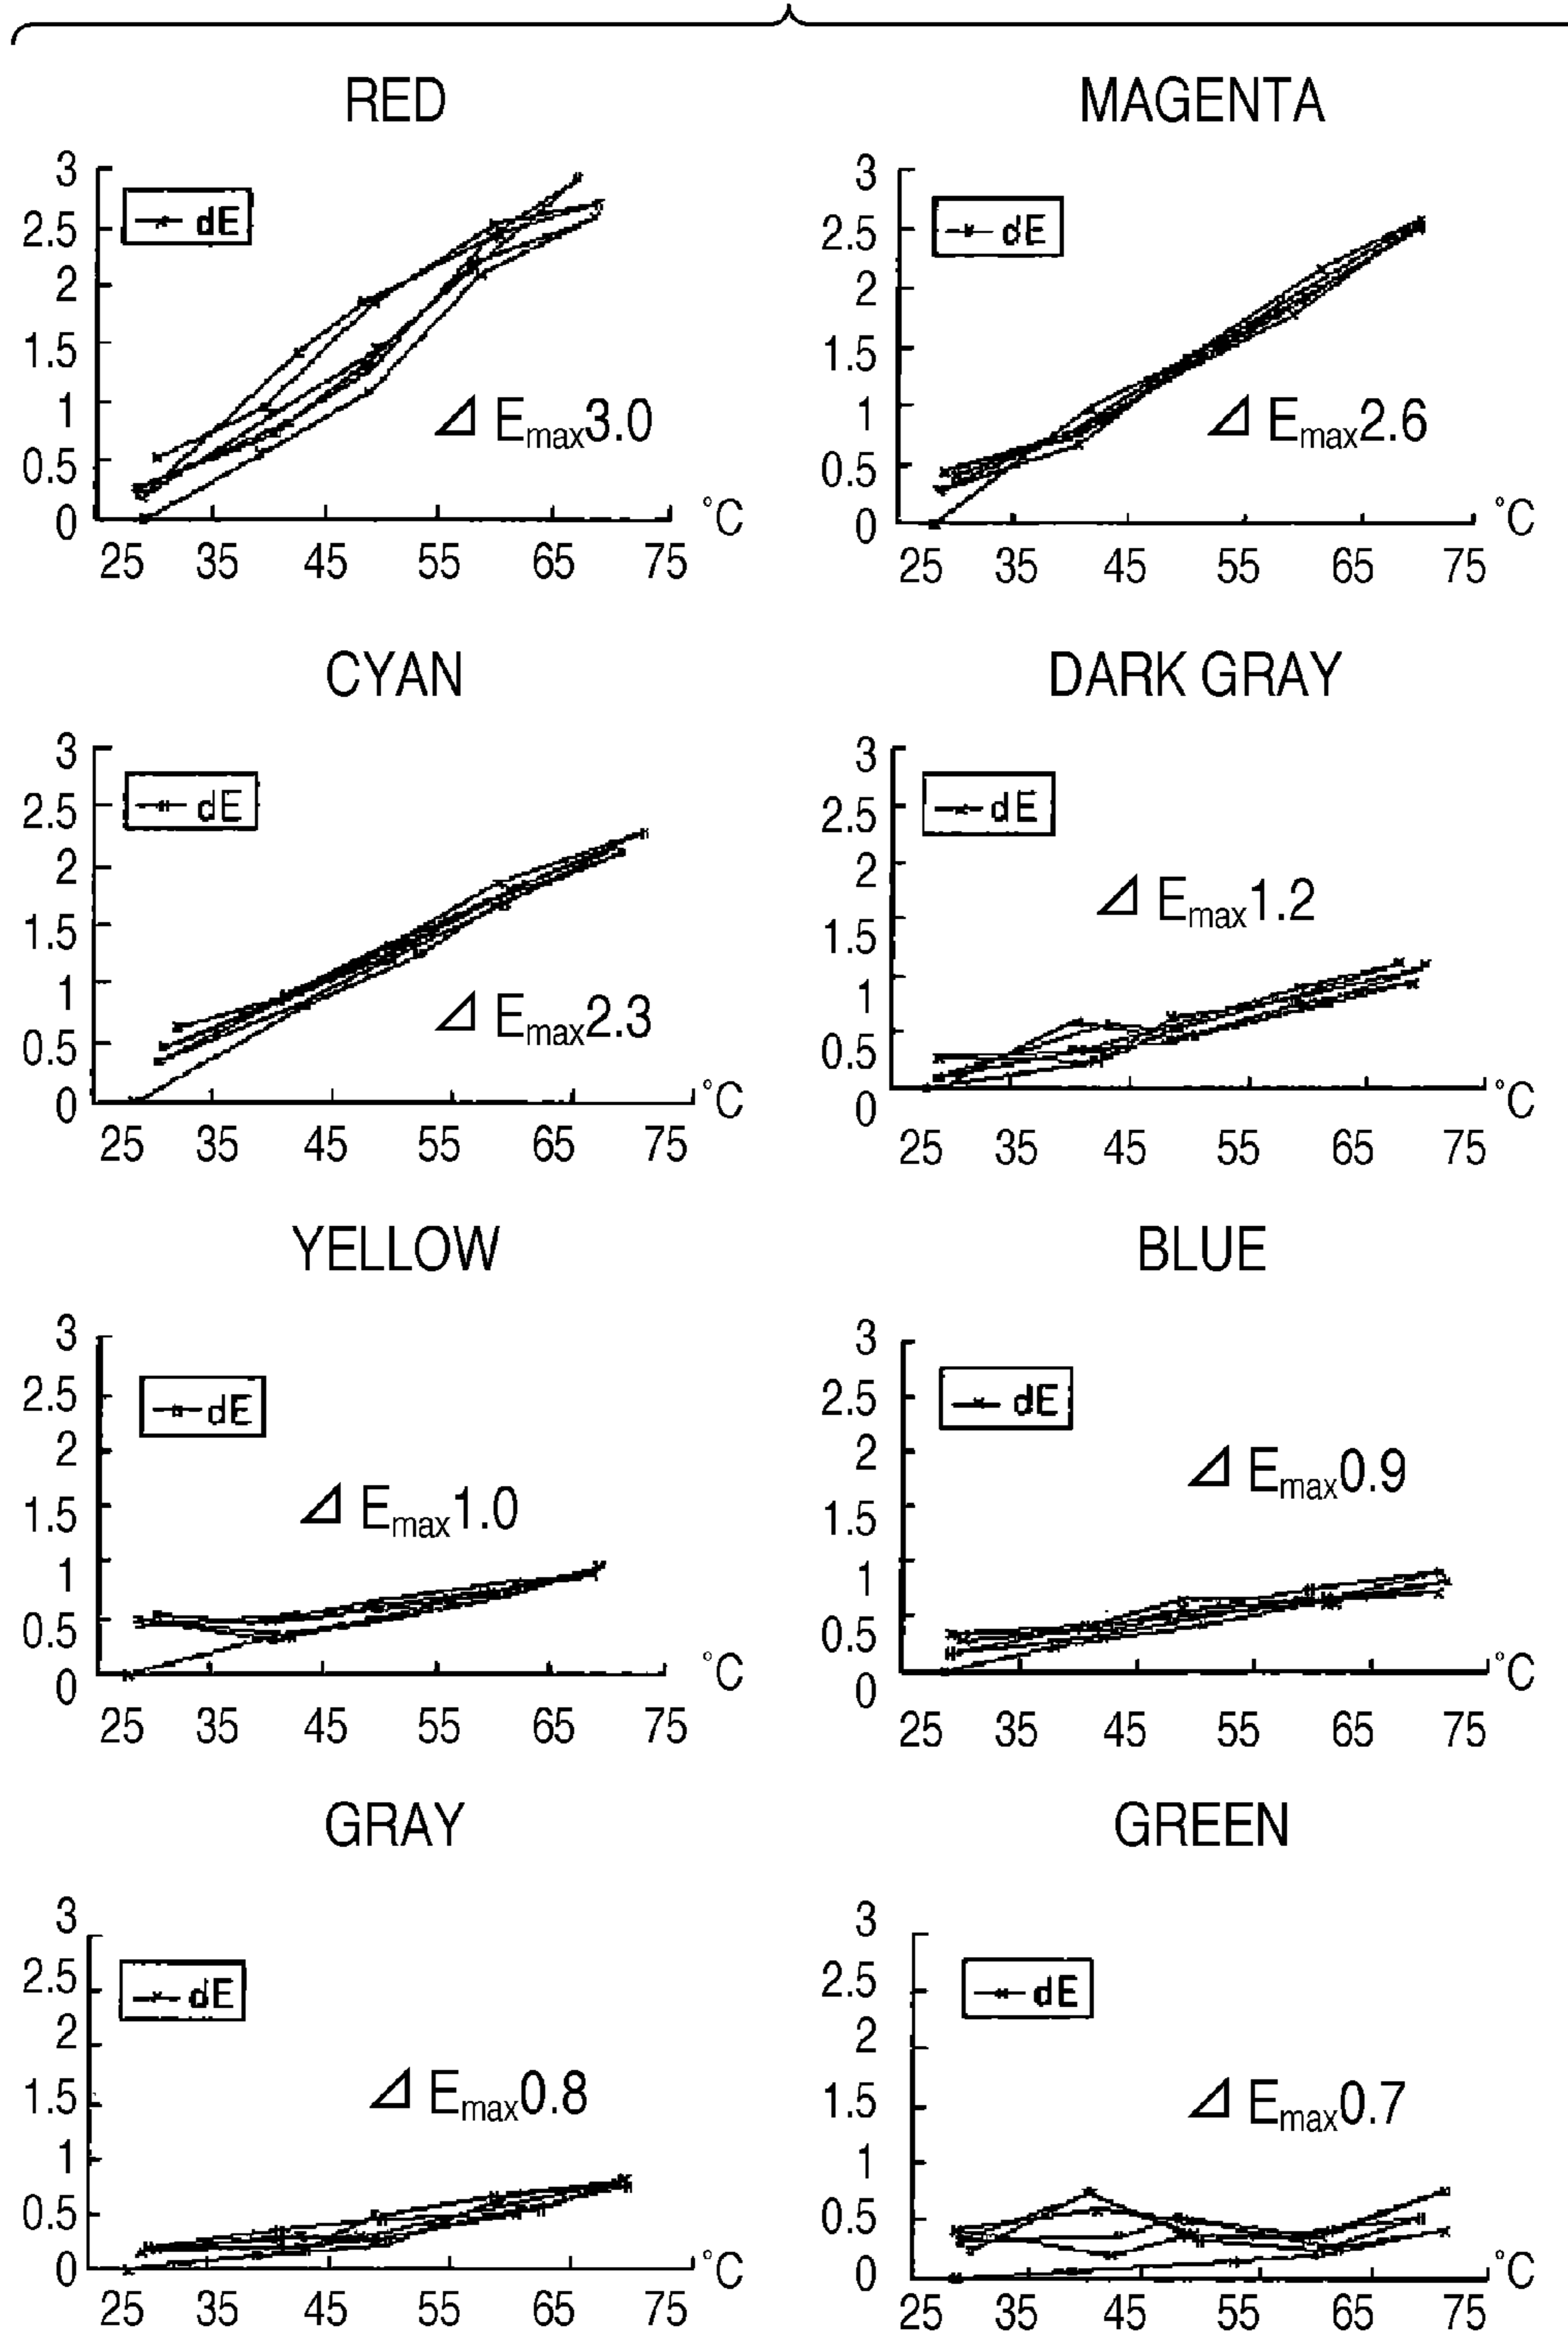 RED
3
2.5
2
1.5
1
0.5
0
dE
⊿ Emax3.0
°C
25 35 45 55 65 75
MAGENTA
3
2.5
2
1.5
1
0.5
0
dE
⊿ Emax2.6
°C
25 35 45 55 65 75
CYAN
3
2.5
2
1.5
1
0.5
0
dE
⊿ Emax2.3
°C
25 35 45 55 65 75
DARK GRAY
3
2.5
2
1.5
1
0.5
0
dE
⊿ Emax1.2
°C
25 35 45 55 65 75
YELLOW
3
2.5
2
1.5
1
0.5
0
dE
⊿ Emax1.0
°C
25 35 45 55 65 75
BLUE
3
2.5
2
1.5
1
0.5
0
dE
⊿ Emax0.9
°C
25 35 45 55 65 75
GRAY
3
2.5
2
1.5
1
0.5
0
dE
⊿ Emax0.8
°C
25 35 45 55 65 75
GREEN
3
2.5
2
1.5
1
0.5
0
dE
⊿ Emax0.7
°C
25 35 45 55 65 75